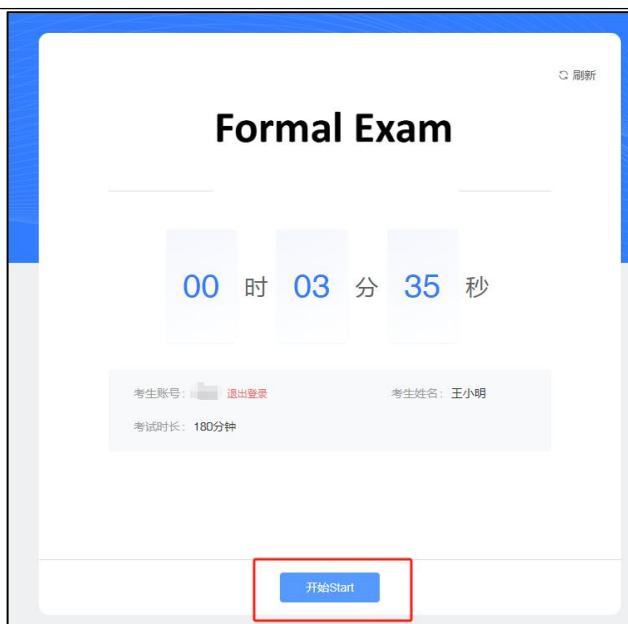 刷新
Formal Exam
00 时 03 分 35 秒
考生账号： 退出登录 考生姓名： 王小明
考试时长： 180分钟
开始Start